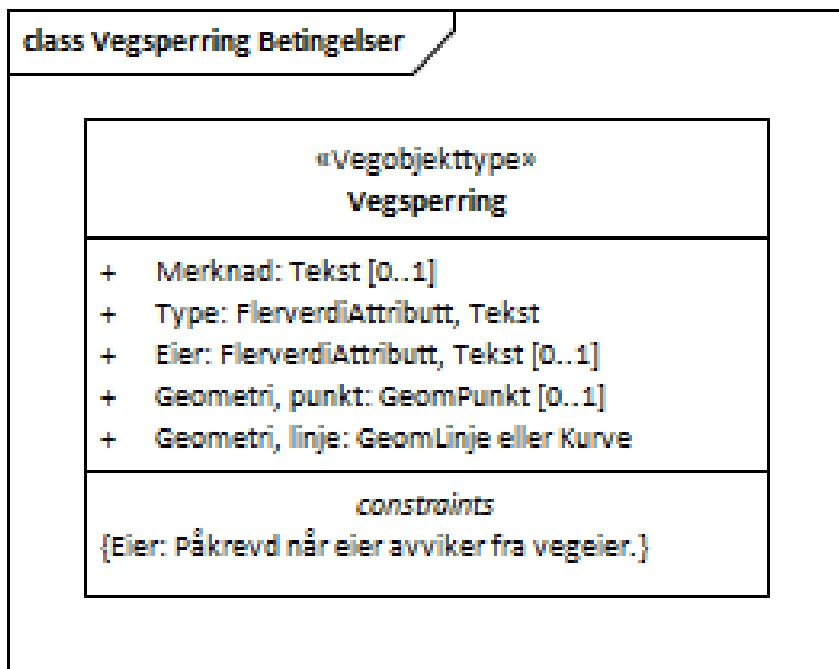 class Vegsperring Betingelser
«Vegobjekttype»
Vegsperring
+ Merknad: Tekst [0..1]
+ Type: FlerverdiAttributt, Tekst
+ Eier: FlerverdiAttributt, Tekst [0..1]
+ Geometri, punkt: GeomPunkt [0..1]
+ Geometri, linje: GeomLinje eller Kurve
constraints
{Eier: Påkrevd når eier avviker fra vegeier.}